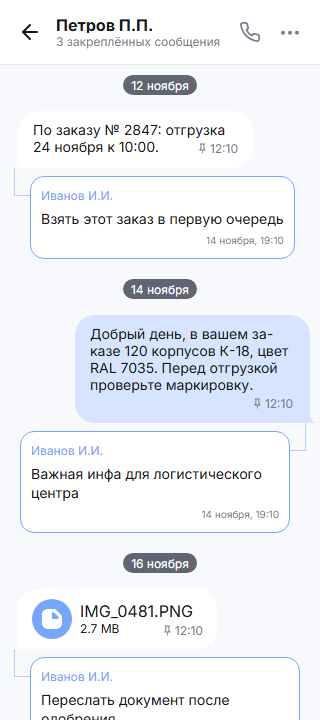 Петров П.П.
3 закреплённых сообщения
12 ноября
По заказу № 2847: отгрузка
24 ноября к 10:00.
12:10
Иванов И.И.
Взять этот заказ в первую очередь
14 ноября, 19:10
14 ноября
Добрый день, в вашем за-
казе 120 корпусов К-18, цвет
RAL 7035. Перед отгрузкой
проверьте маркировку.
12:10
Иванов И.И.
Важная инфа для логистического
центра
14 ноября, 19:10
16 ноября
IMG_0481.PNG
2.7 MB
12:10
Иванов И.И.
Переслать документ после
одобрения